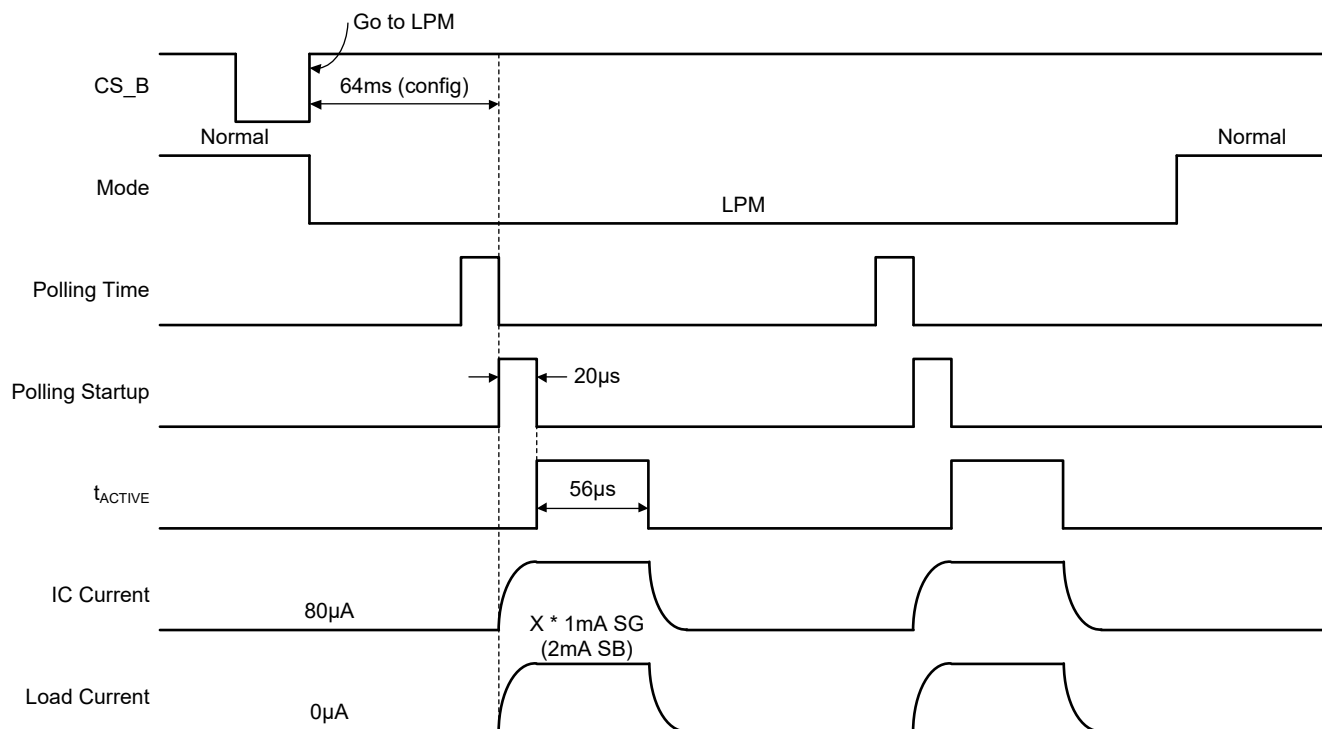 Go to LPM
CS_B
64ms (config)
Normal
Normal
Mode
LPM
Polling Time
Polling Startup
20µs
tACTIVE
56µs
IC Current
80µA
X * 1mA SG
(2mA SB)
Load Current
0µA